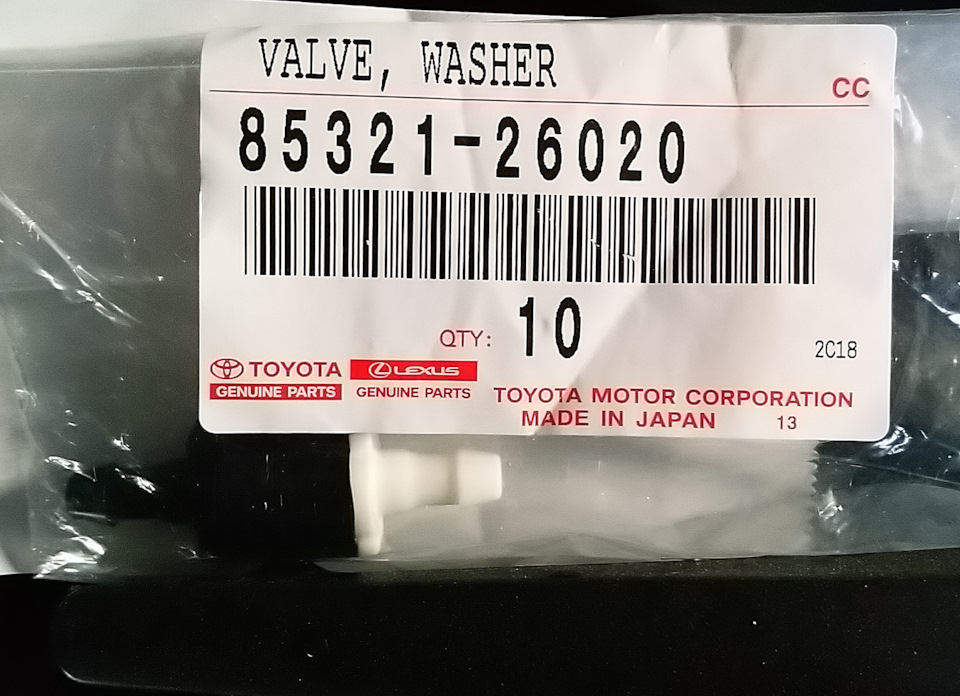 VALVE, WASHER
CC
85321-26020
QTY: 10
2C18
TOYOTA LEXUS
GENUINE PARTS GENUINE PARTS
TOYOTA MOTOR CORPORATION
MADE IN JAPAN 13